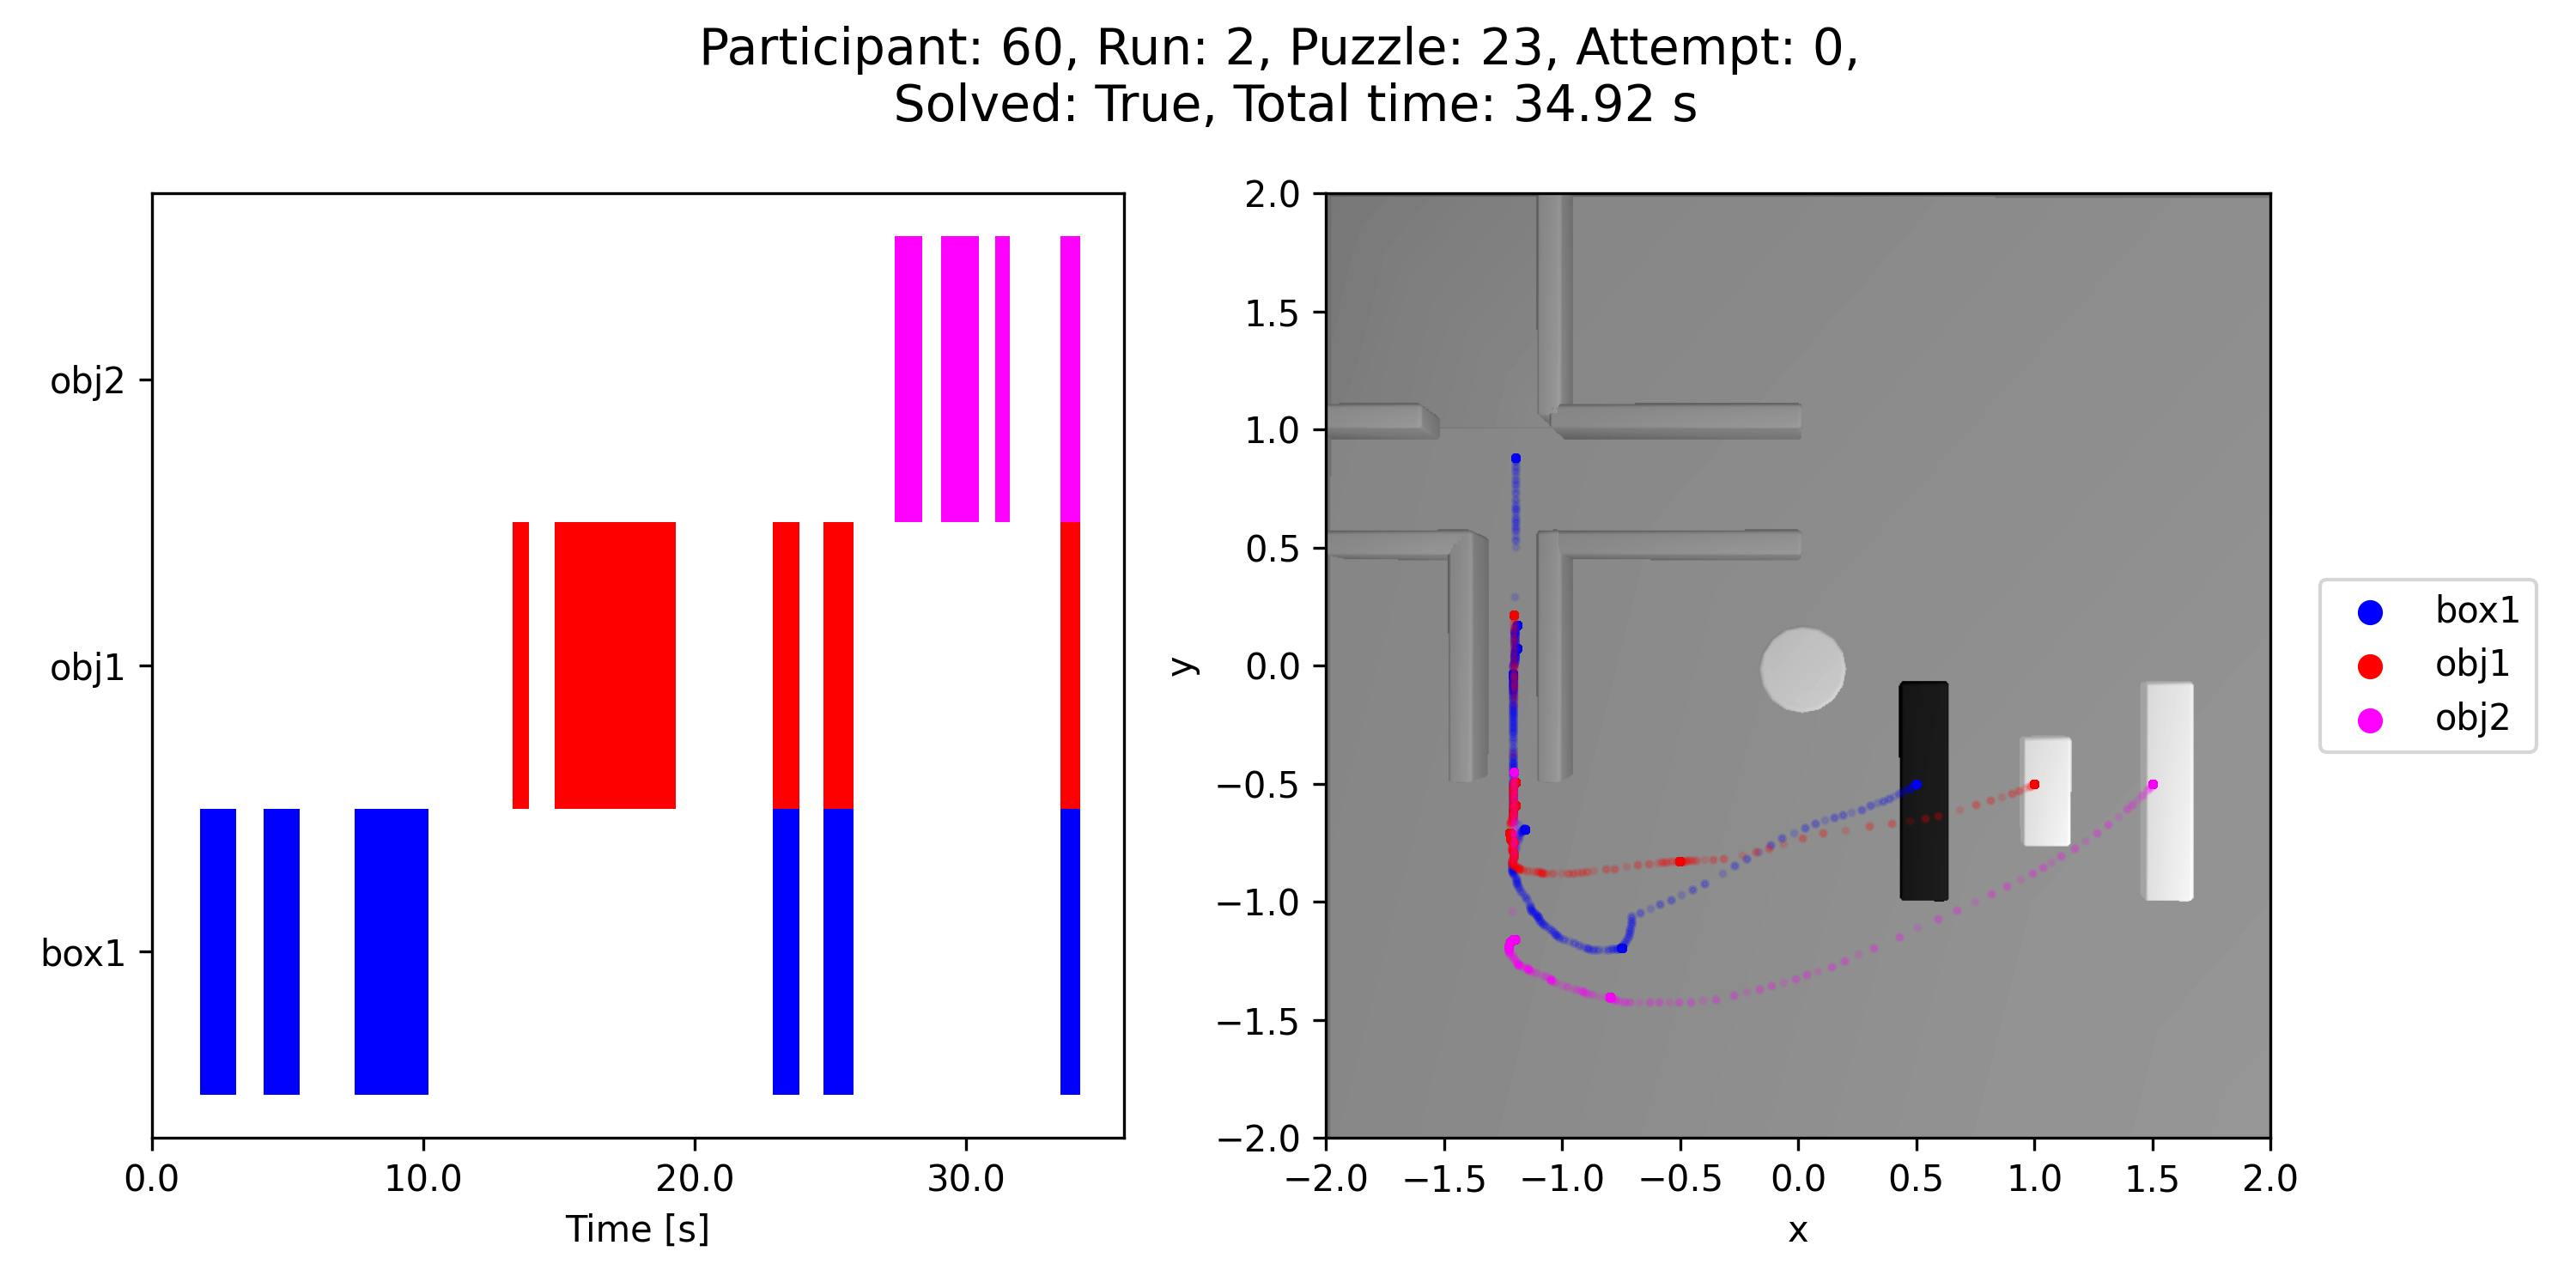 Participant: 60, Run: 2, Puzzle: 23, Attempt: 0,
Solved: True, Total time: 34.92 s
obj2
obj1
box1
0.0 10.0 20.0 30.0
Time [s]
2.0
1.5
1.0
0.5
0.0
−0.5
−1.0
−1.5
−2.0
y
−2.0 −1.5 −1.0 −0.5 0.0 0.5 1.0 1.5 2.0
x
box1
obj1
obj2